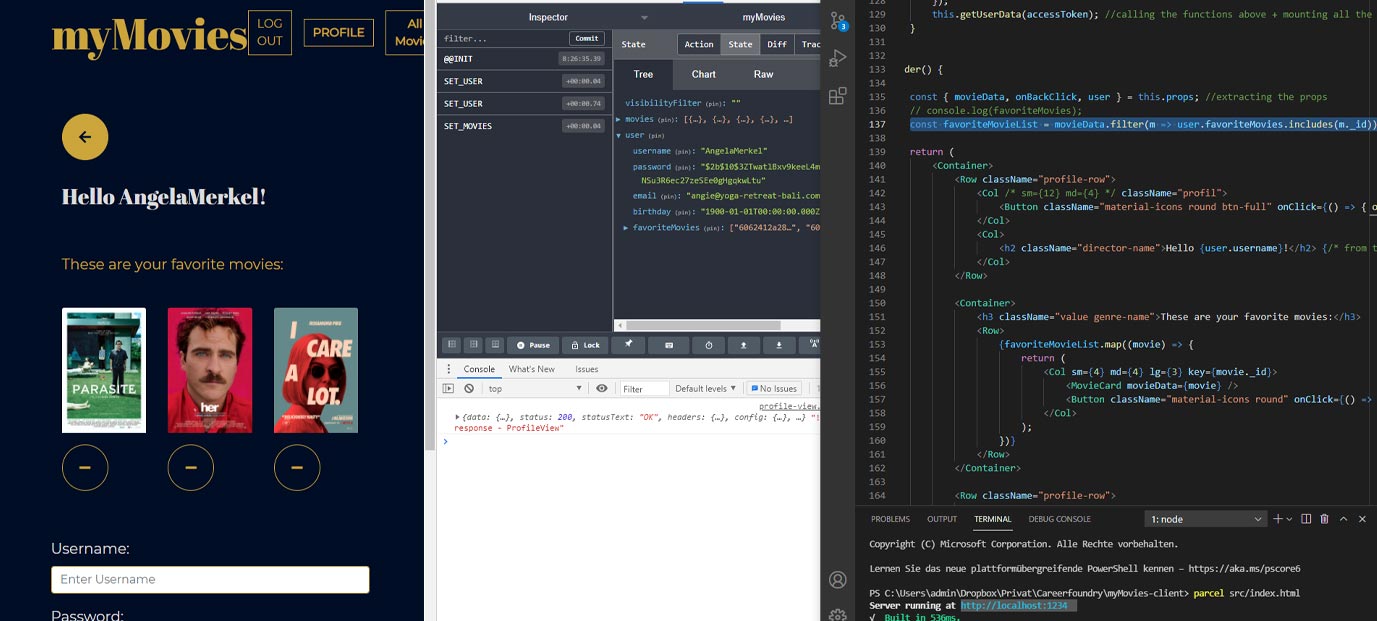 myMovies
LOG
OUT
PROFILE
All
Movie
Hello AngelaMerkel!
These are your favorite movies:
PARASITE
her
I
CARE
A
LOT.
Username:
Enter Username
Password:
Inspector
myMovies
filter...
Commit
@@INIT
8:26:35.39
SET_USER
+00:00.04
SET_USER
+00:00.74
SET_MOVIES
+00:00.04
State
Action
State
Diff
Trac
Tree
Chart
Raw
visibilityFilter (pin): ""
movies (pin): [{…}, {…}, {…}, {…}, …]
user (pin)
username (pin): "AngelaMerkel"
password (pin):
email (pin): "angie@yoga-retreat-bali.com
birthday (pin): "1900-01-01T00:00:00.000Z
favoriteMovies (pin): ["6062412a28…", "60
Pause
Lock
Console
What's New
Issues
top
Filter
Default levels
No Issues
profile-view.
{data: {…}, status: 200, statusText: "OK", headers: {…}, config: {…}, …}
response - ProfileView"
3
128
});
129
this.getUserData(accessToken); //calling the functions above + mounting all the
130
}
131
132
133
der() {
134
135
const { movieData, onBackClick, user } = this.props; //extracting the props
136
// console.log(favoriteMovies);
137
const favoriteMovieList = movieData.filter(m => user.favoriteMovies.includes(m._id))
138
139
return (
140
<Container>
141
<Row className="profile-row">
142
<Col /* sm={12} md={4} */ className="profil">
143
<Button className="material-icons round btn-full" onClick={() => { o
144
</Col>
145
<Col>
146
<h2 className="director-name">Hello {user.username}!</h2> {/* from t
147
</Col>
148
</Row>
149
150
<Container>
151
<h3 className="value genre-name">These are your favorite movies:</h3>
152
<Row>
153
{favoriteMovieList.map((movie) => {
154
return (
155
<Col sm={4} md={4} lg={3} key={movie._id}>
156
<MovieCard movieData={movie} />
157
<Button className="material-icons round" onClick={() =>
158
</Col>
159
);
160
})}
161
</Row>
162
</Container>
163
164
<Row className="profile-row">
PROBLEMS
OUTPUT
TERMINAL
DEBUG CONSOLE
1: node
Copyright (C) Microsoft Corporation. Alle Rechte vorbehalten.
Lernen Sie das neue plattformübergreifende PowerShell kennen – https://aka.ms/pscore6
PS C:\Users\admin\Dropbox\Privat\Careerfoundry\myMovies-client> parcel src/index.html
Server running at http://localhost:1234
√ Built in 536ms.